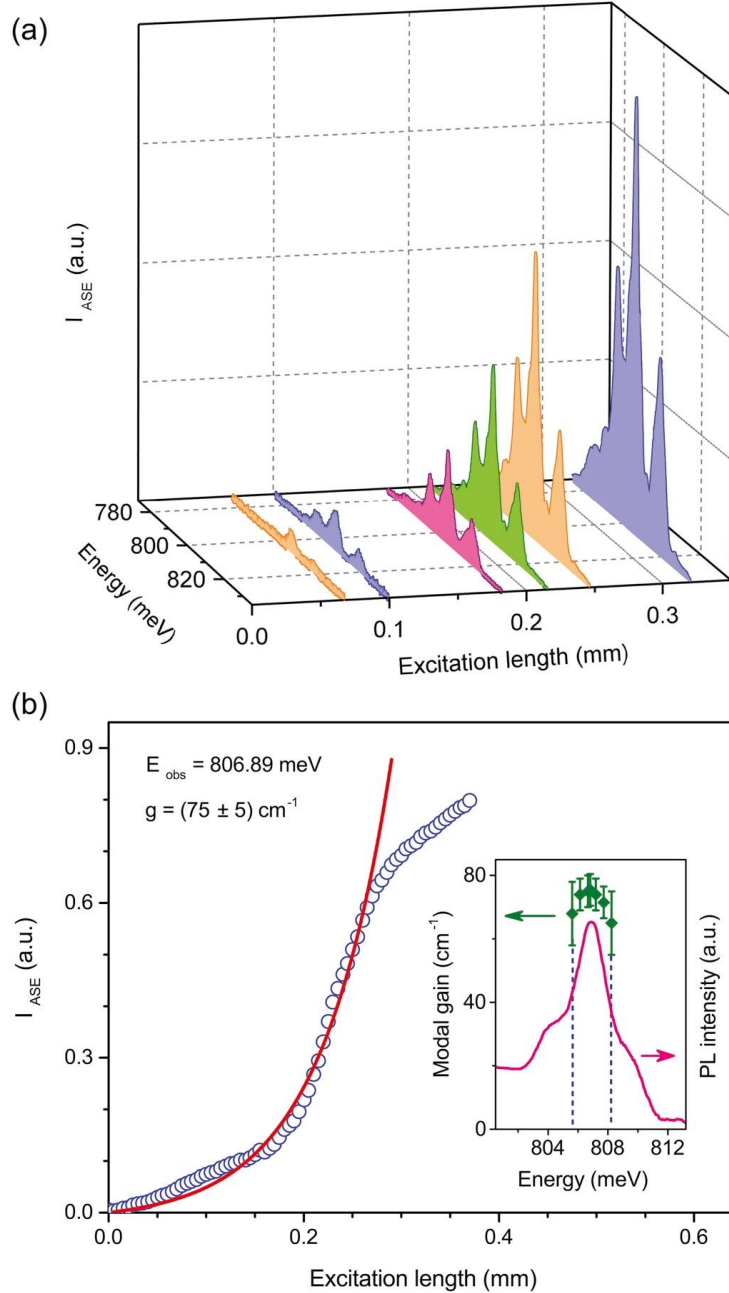 (a)
I ASE (a.u.)
780
800
820
Energy (meV)
0.0
0.1
0.2
0.3
Excitation length (mm)
(b)
0.9
0.6
0.3
0.0
I ASE (a.u.)
E obs = 806.89 meV
g = (75 ± 5) cm⁻¹
80
40
0
Modal gain (cm⁻¹)
PL intensity (a.u.)
804 808 812
Energy (meV)
0.0 0.2 0.4 0.6
Excitation length (mm)